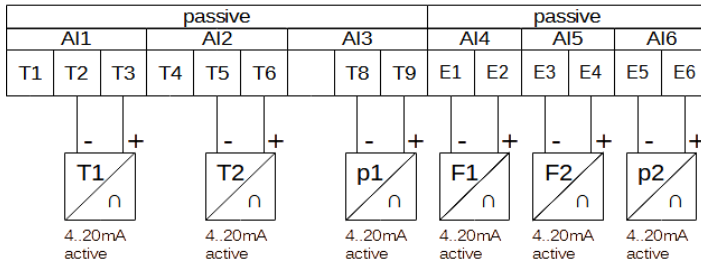 passive passive
AI1 AI2 AI3 AI4 AI5 AI6
T1 T2 T3 T4 T5 T6 T8 T9 E1 E2 E3 E4 E5 E6
- + - + - + - + - + - +
T1 T2 p1 F1 F2 p2
∩ ∩ ∩ ∩ ∩ ∩
4..20mA 4..20mA 4..20mA 4..20mA 4..20mA 4..20mA
active active active active active active